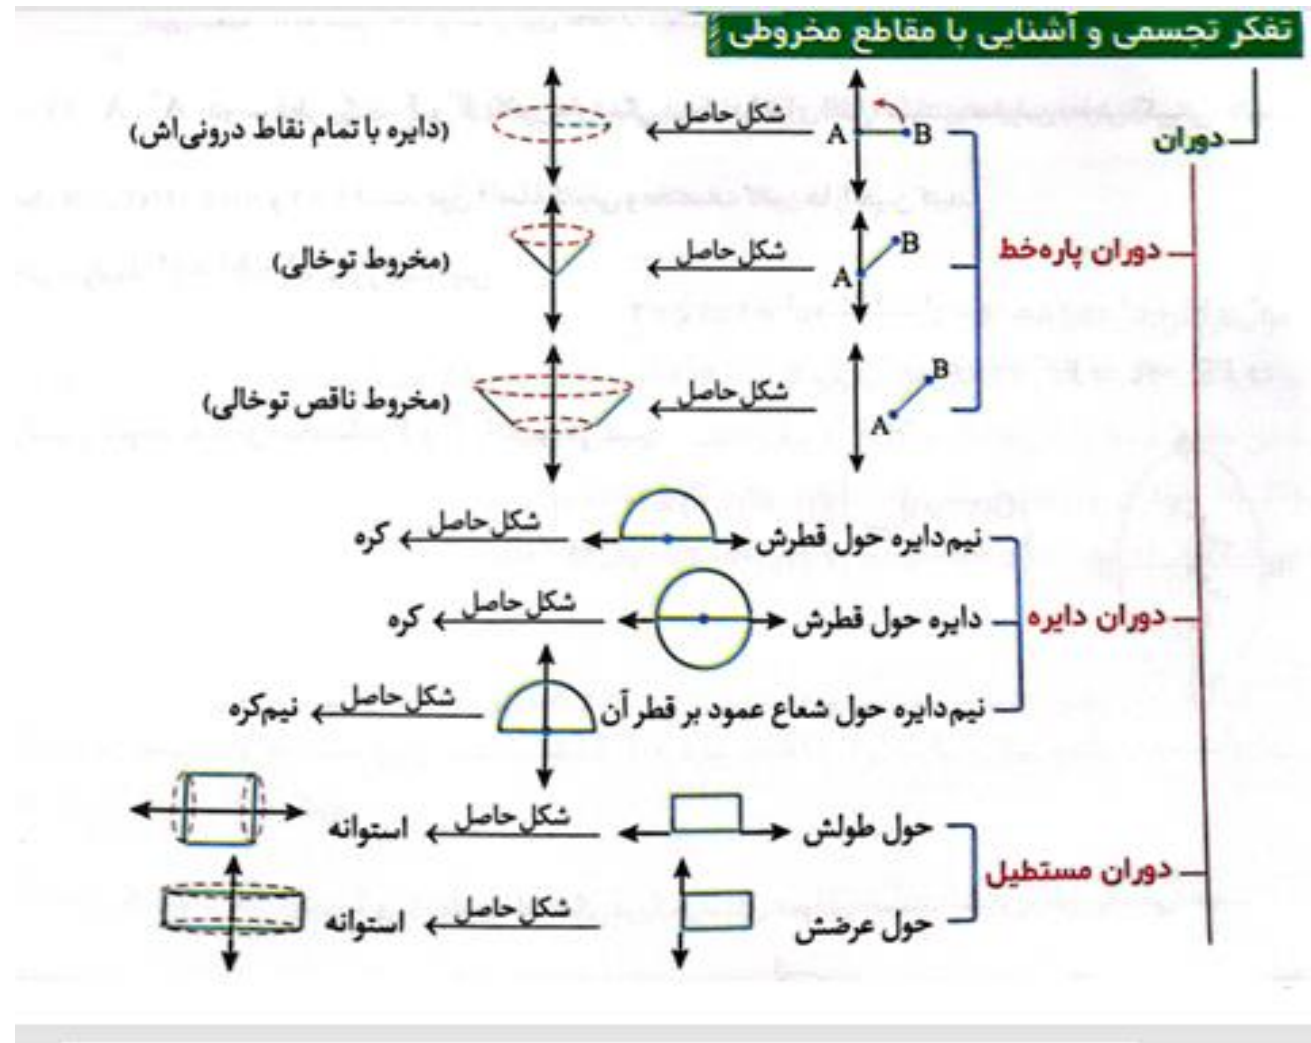 تفکر تجسمی و آشنایی با مقاطع مخروطی
دوران
دوران پاره‌خط
A B شکل حاصل (دایره با تمام نقاط درونی‌اش)
A B شکل حاصل (مخروط توخالی)
A B شکل حاصل (مخروط ناقص توخالی)
دوران دایره
نیم‌دایره حول قطرش شکل حاصل کره
دایره حول قطرش شکل حاصل کره
نیم‌دایره حول شعاع عمود بر قطر آن شکل حاصل نیم‌کره
دوران مستطیل
حول طولش شکل حاصل استوانه
حول عرضش شکل حاصل استوانه